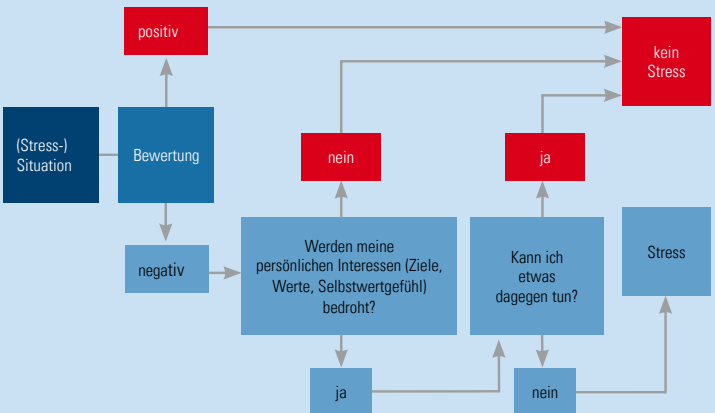 positiv
kein
Stress
(Stress-)
Situation
Bewertung
nein
ja
negativ
Werden meine
persönlichen Interessen (Ziele,
Werte, Selbstwertgefühl)
bedroht?
Kann ich
etwas
dagegen tun?
Stress
ja
nein